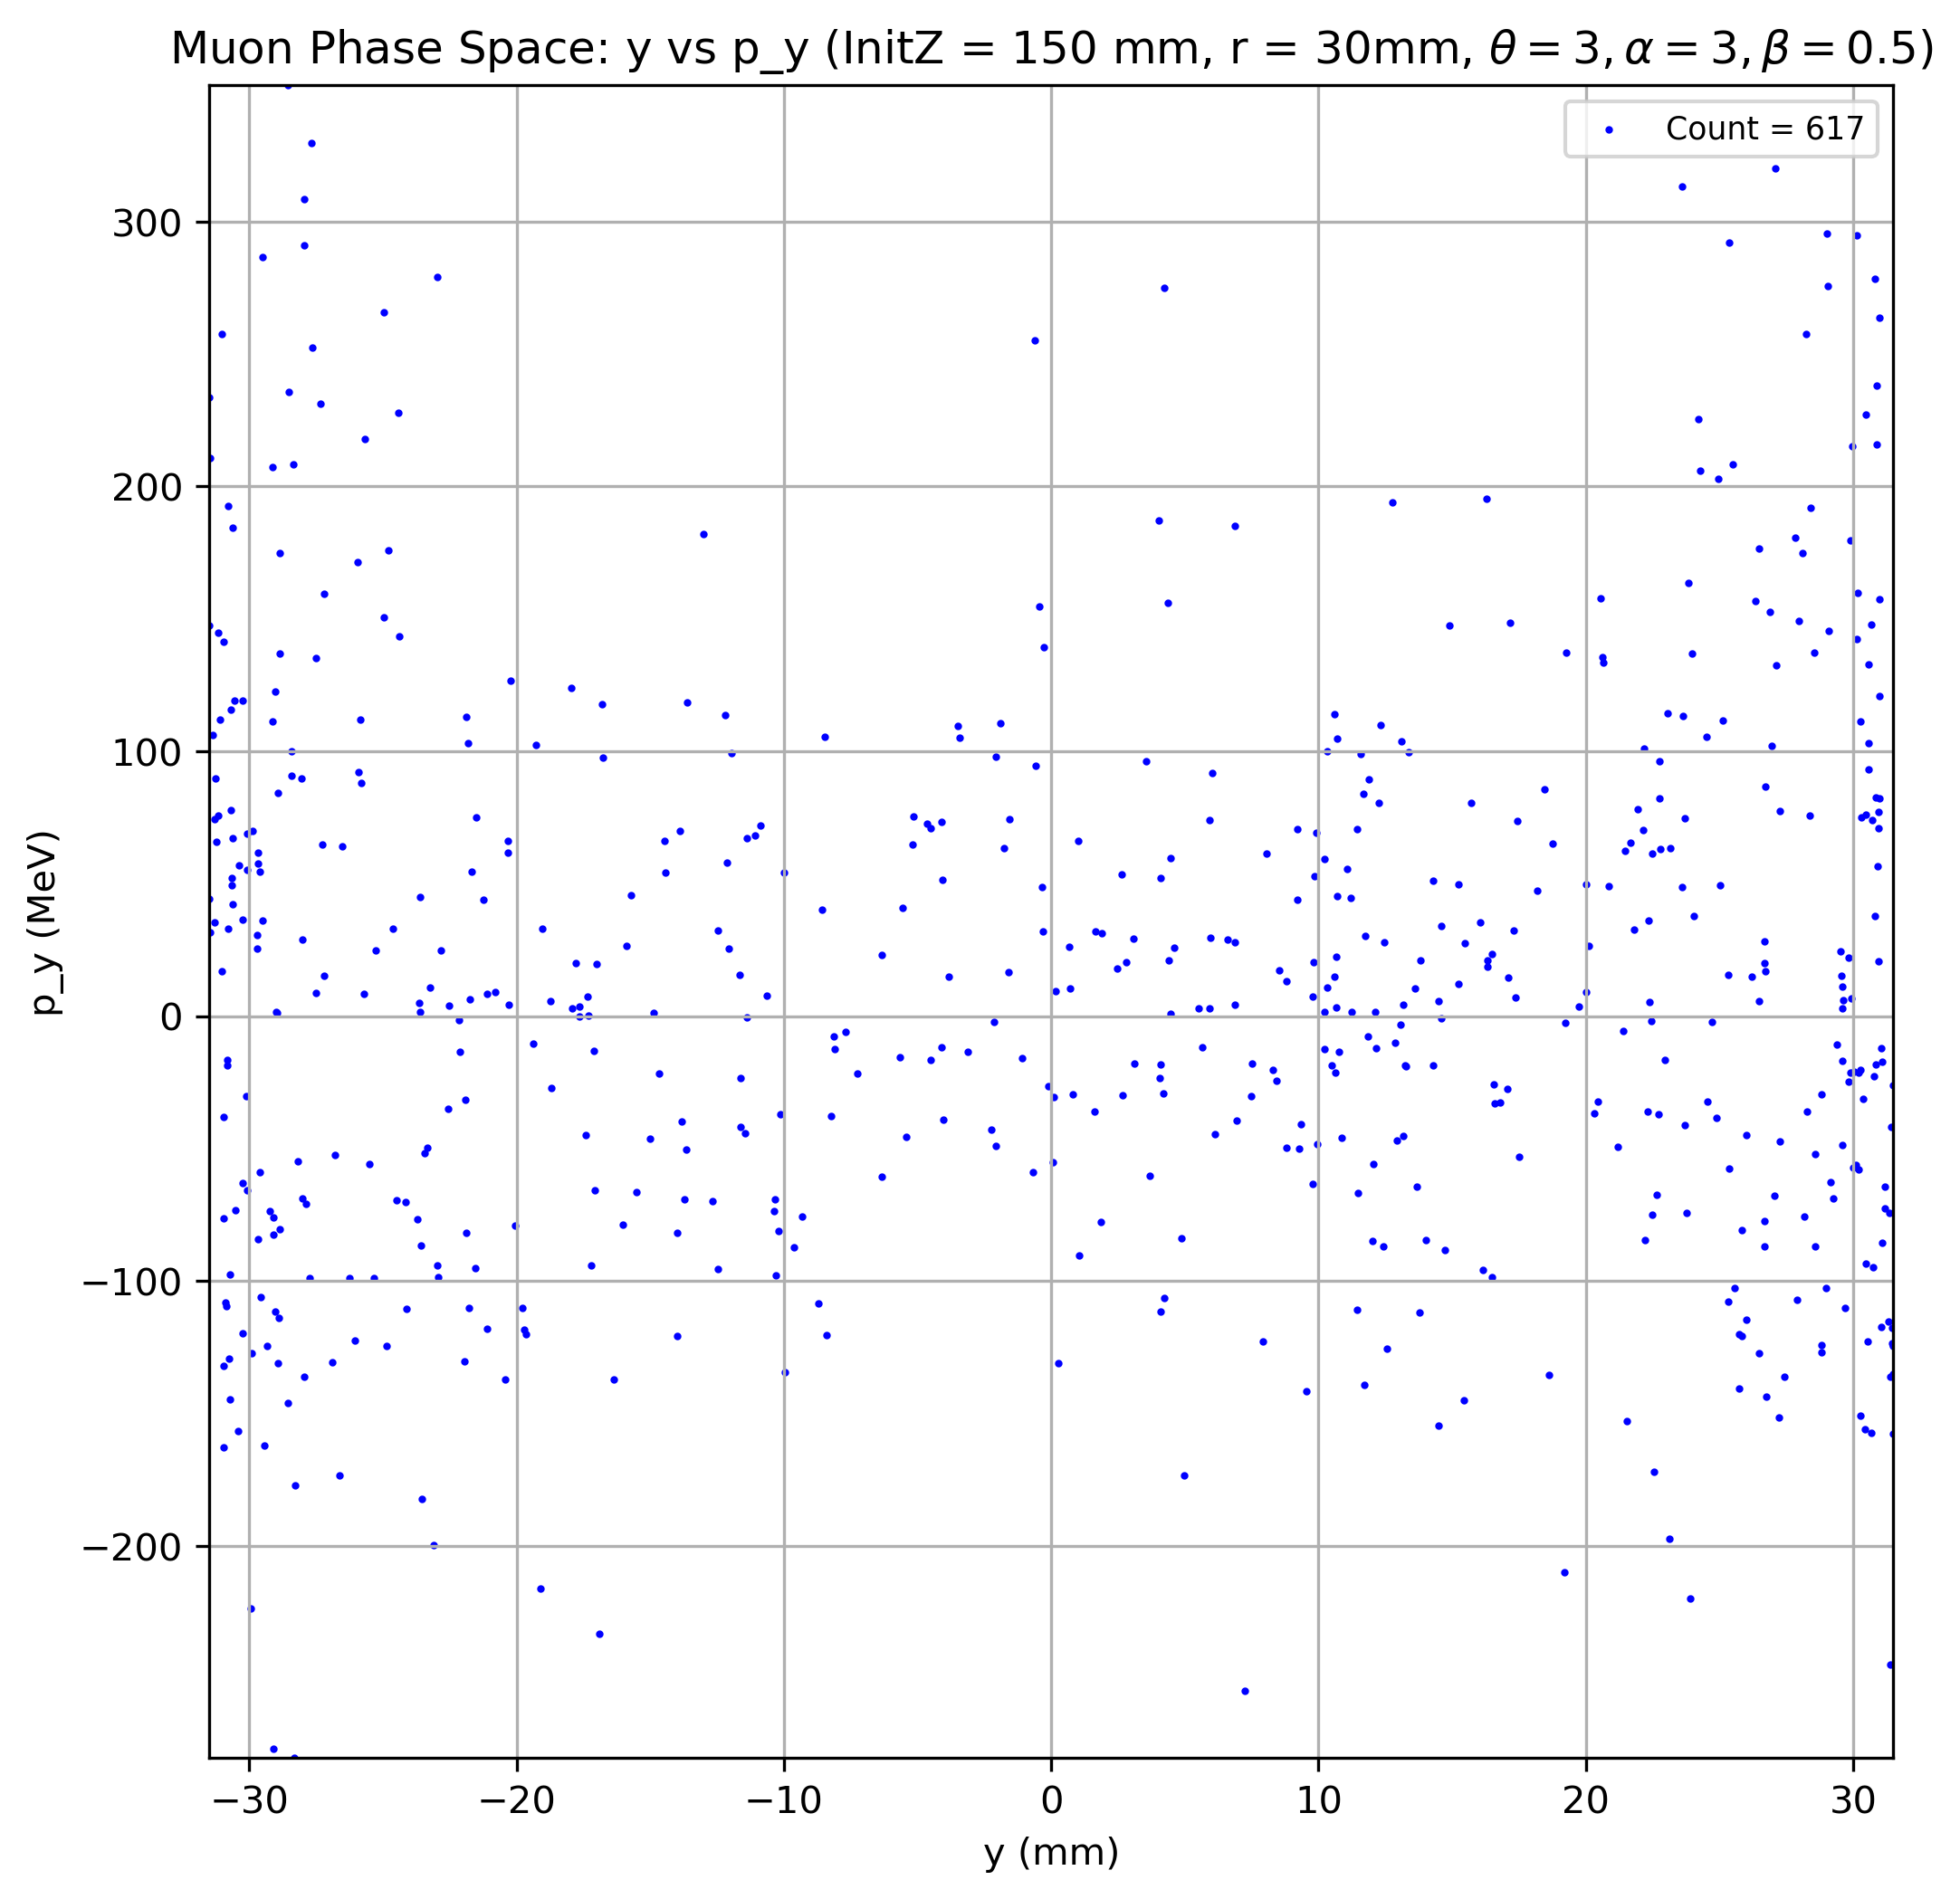 Muon Phase Space: y vs p_y (InitZ = 150 mm, r = 30mm, θ = 3, α = 3, β = 0.5)
Count = 617
300
200
100
0
−100
−200
p_y (MeV)
−30 −20 −10 0 10 20 30
y (mm)